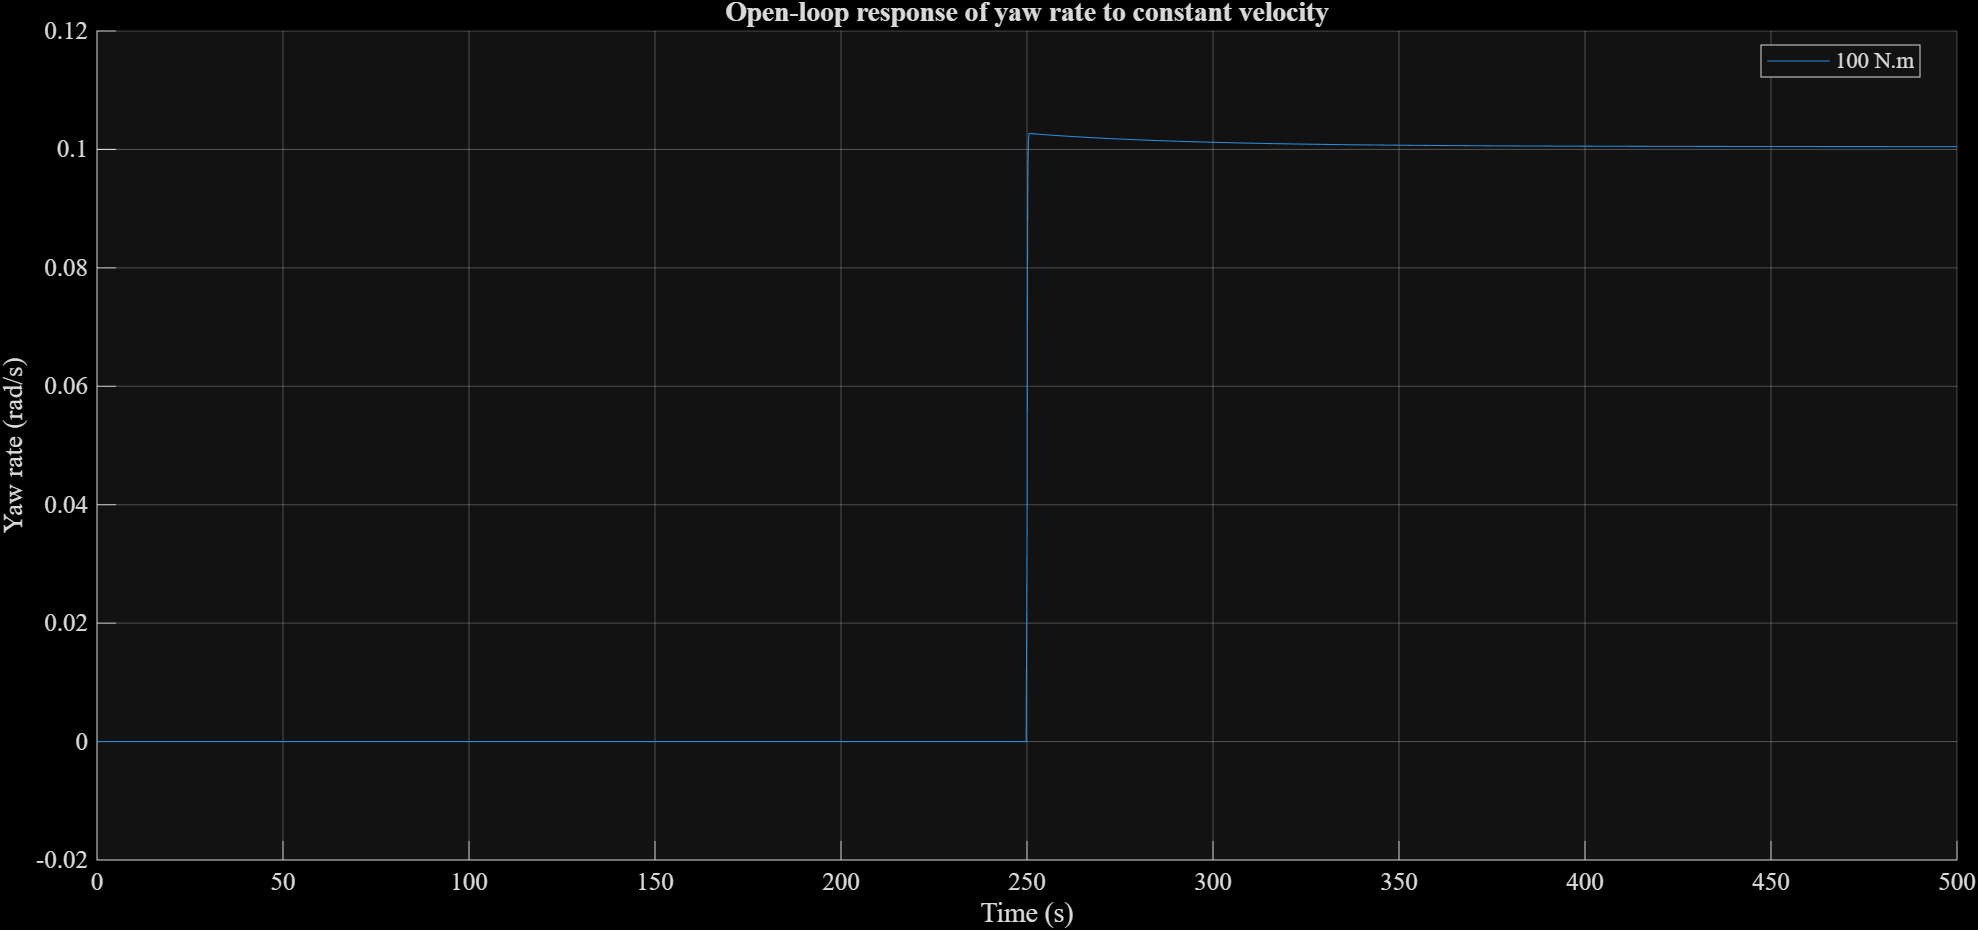 Open-loop response of yaw rate to constant velocity
100 N.m
0.12
0.1
0.08
0.06
0.04
0.02
0
-0.02
Yaw rate (rad/s)
0 50 100 150 200 250 300 350 400 450 500
Time (s)